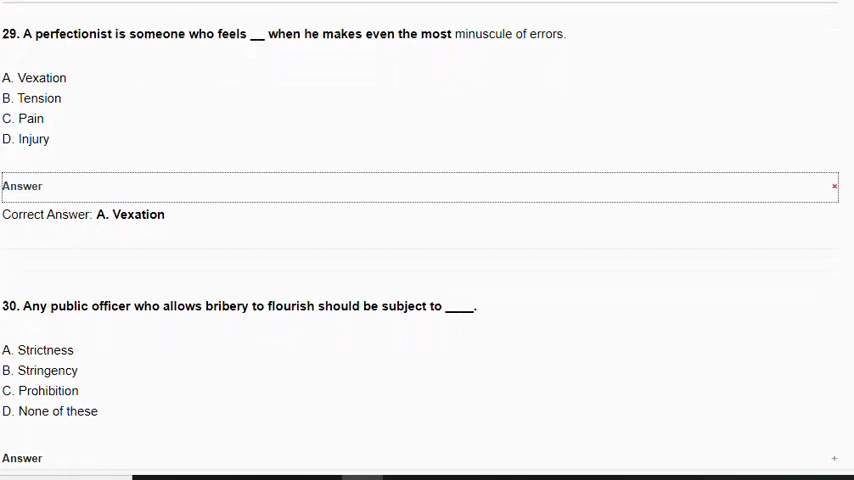 29. A perfectionist is someone who feels __ when he makes even the most minuscule of errors.
A. Vexation
B. Tension
C. Pain
D. Injury
Answer ×
Correct Answer: A. Vexation
30. Any public officer who allows bribery to flourish should be subject to ____.
A. Strictness
B. Stringency
C. Prohibition
D. None of these
Answer +